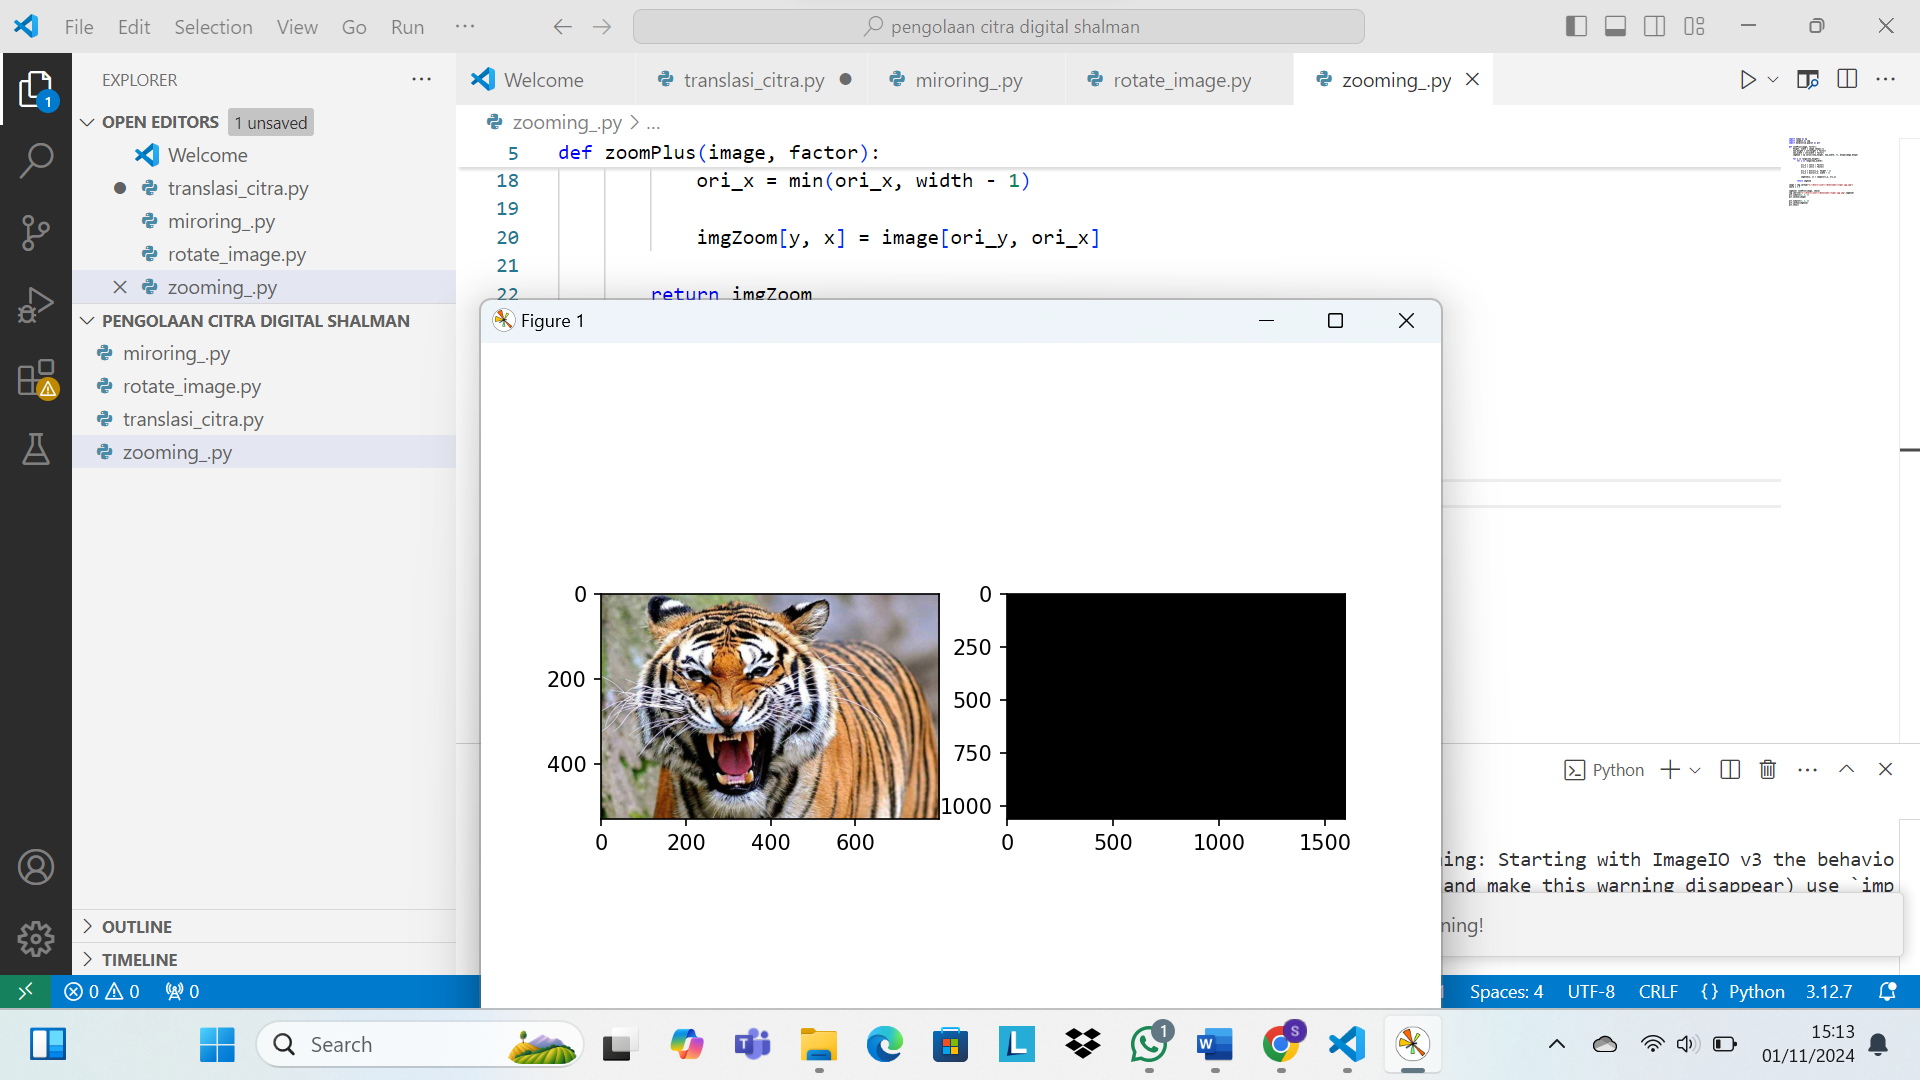 File Edit Selection View Go Run ...
pengolaan citra digital shalman
EXPLORER
OPEN EDITORS 1 unsaved
Welcome
translasi_citra.py
miroring_.py
rotate_image.py
zooming_.py
PENGOLAAN CITRA DIGITAL SHALMAN
miroring_.py
rotate_image.py
translasi_citra.py
zooming_.py
OUTLINE
TIMELINE
Welcome translasi_citra.py miroring_.py rotate_image.py zooming_.py
zooming_.py > ...
5 def zoomPlus(image, factor):
18 ori_x = min(ori_x, width - 1)
19
20 imgZoom[y, x] = image[ori_y, ori_x]
21
22 return imgZoom
Figure 1
0
200
400
0 200 400 600
0
250
500
750
1000
0 500 1000 1500
Python
ing: Starting with ImageIO v3 the behavio
and make this warning disappear) use `imp
ning!
0 0 0
Spaces: 4 UTF-8 CRLF {} Python 3.12.7
Search
1
S
15:13
01/11/2024